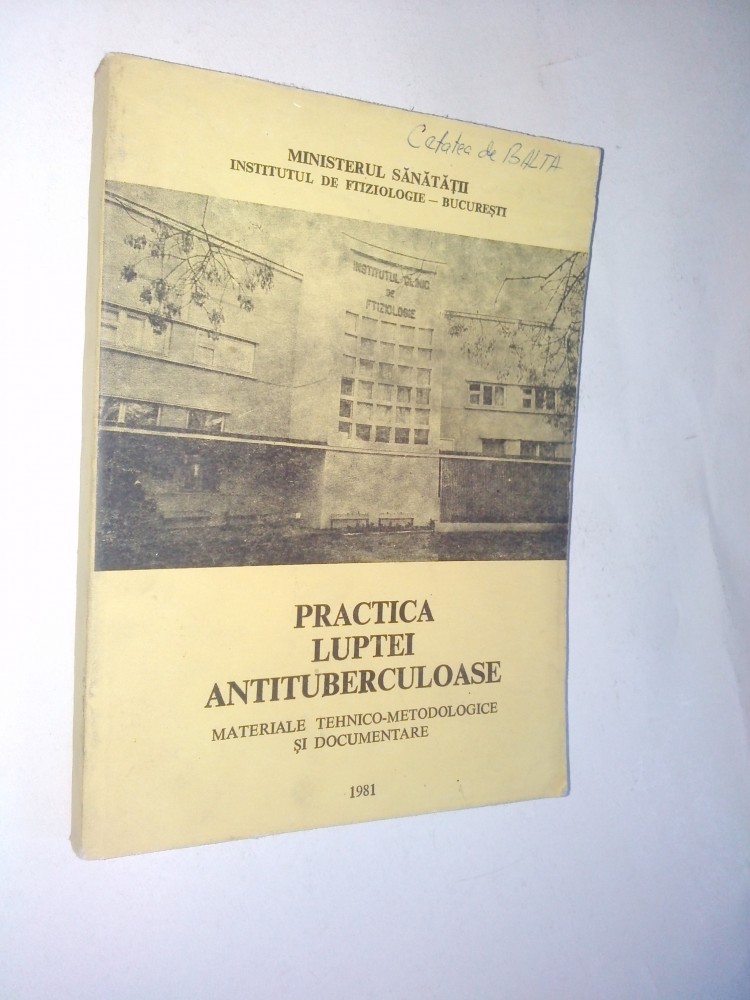 Cetatea de BALTA
MINISTERUL SĂNĂTĂȚII
INSTITUTUL DE FTIZIOLOGIE – BUCUREȘTI
INSTITUTUL CLINIC
DE
FTIZIOLOGIE
PRACTICA
LUPTEI
ANTITUBERCULOASE
MATERIALE TEHNICO-METODOLOGICE
ȘI DOCUMENTARE
1981